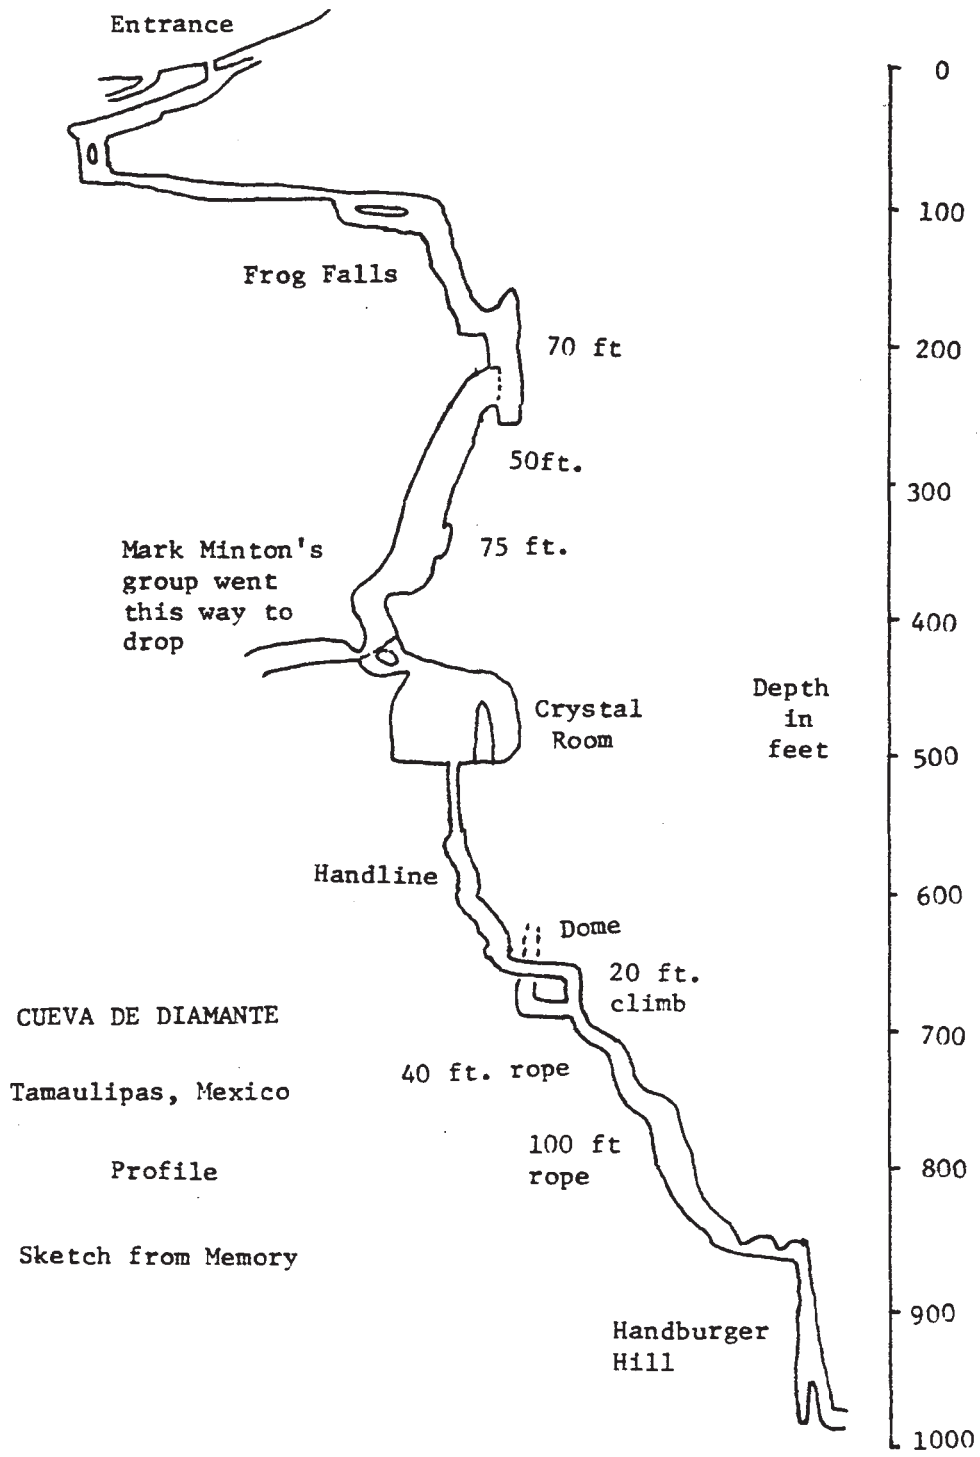 Entrance
0
100
Frog Falls
70 ft
200
50ft.
300
75 ft.
Mark Minton's
group went
this way to
drop
400
Depth
in
feet
Crystal
Room
500
Handline
600
Dome
20 ft.
climb
CUEVA DE DIAMANTE
700
40 ft. rope
Tamaulipas, Mexico
100 ft
rope
Profile
800
Sketch from Memory
900
Handburger
Hill
1000